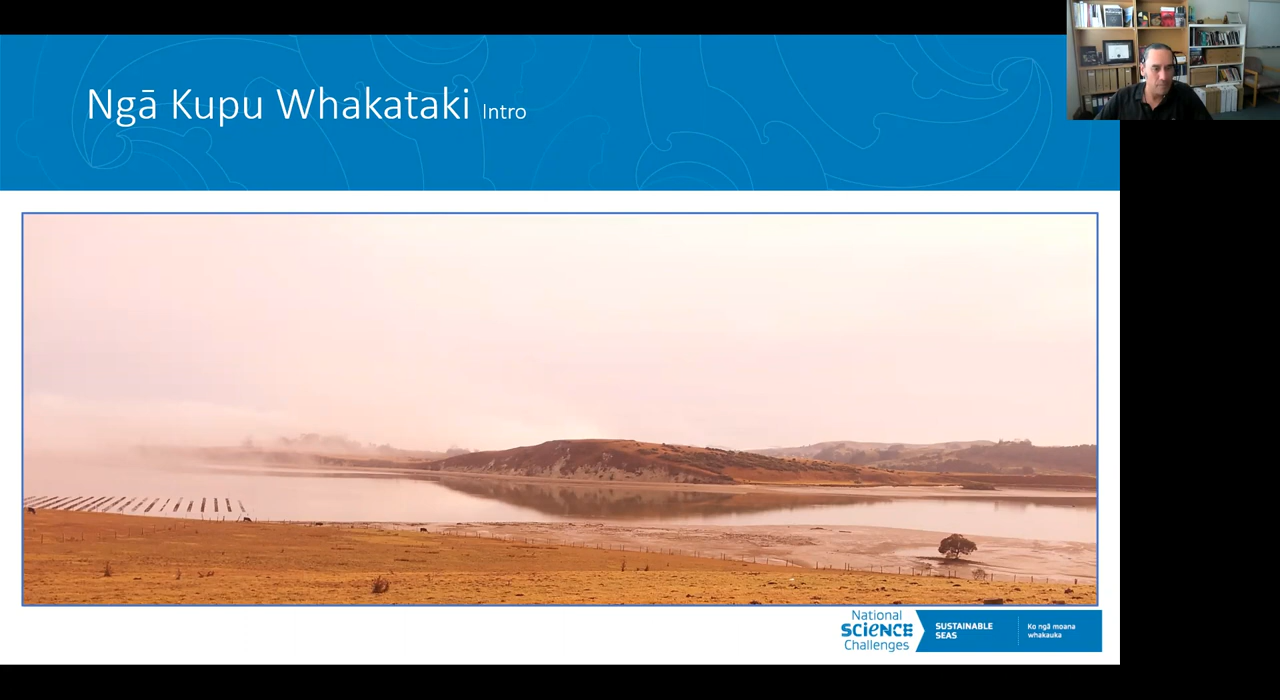 Ngā Kupu Whakataki Intro
National
SCIENCE
Challenges
SUSTAINABLE
SEAS
Ko ngā moana
whakauka